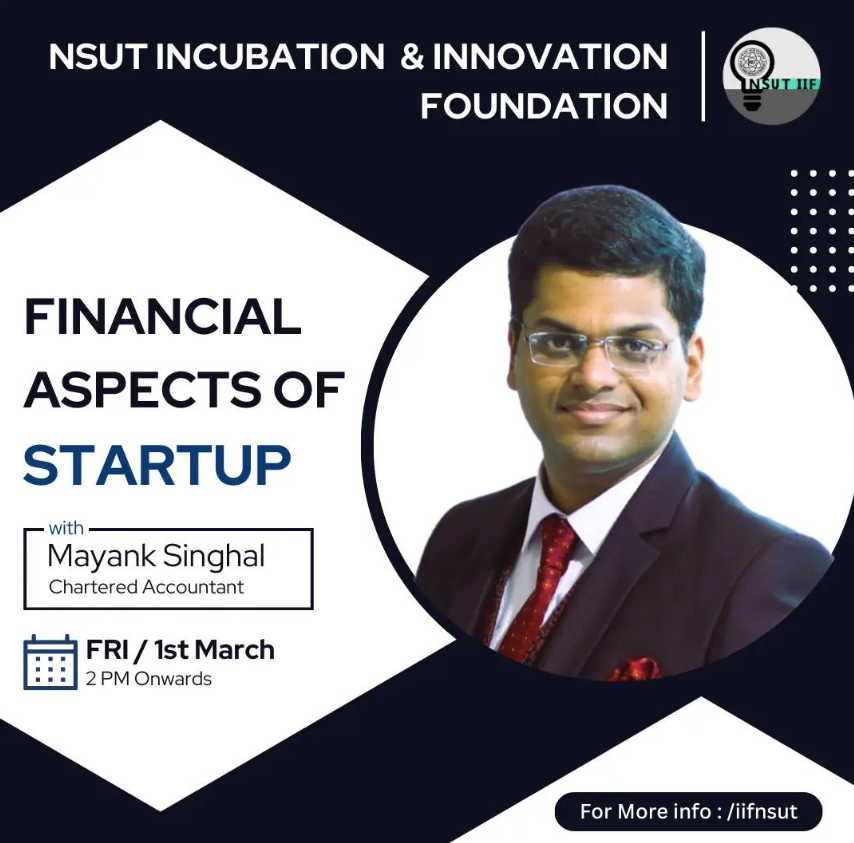 NSUT INCUBATION & INNOVATION
FOUNDATION
NSUT IIF
FINANCIAL
ASPECTS OF
STARTUP
with
Mayank Singhal
Chartered Accountant
FRI / 1st March
2 PM Onwards
For More info : /iifnsut